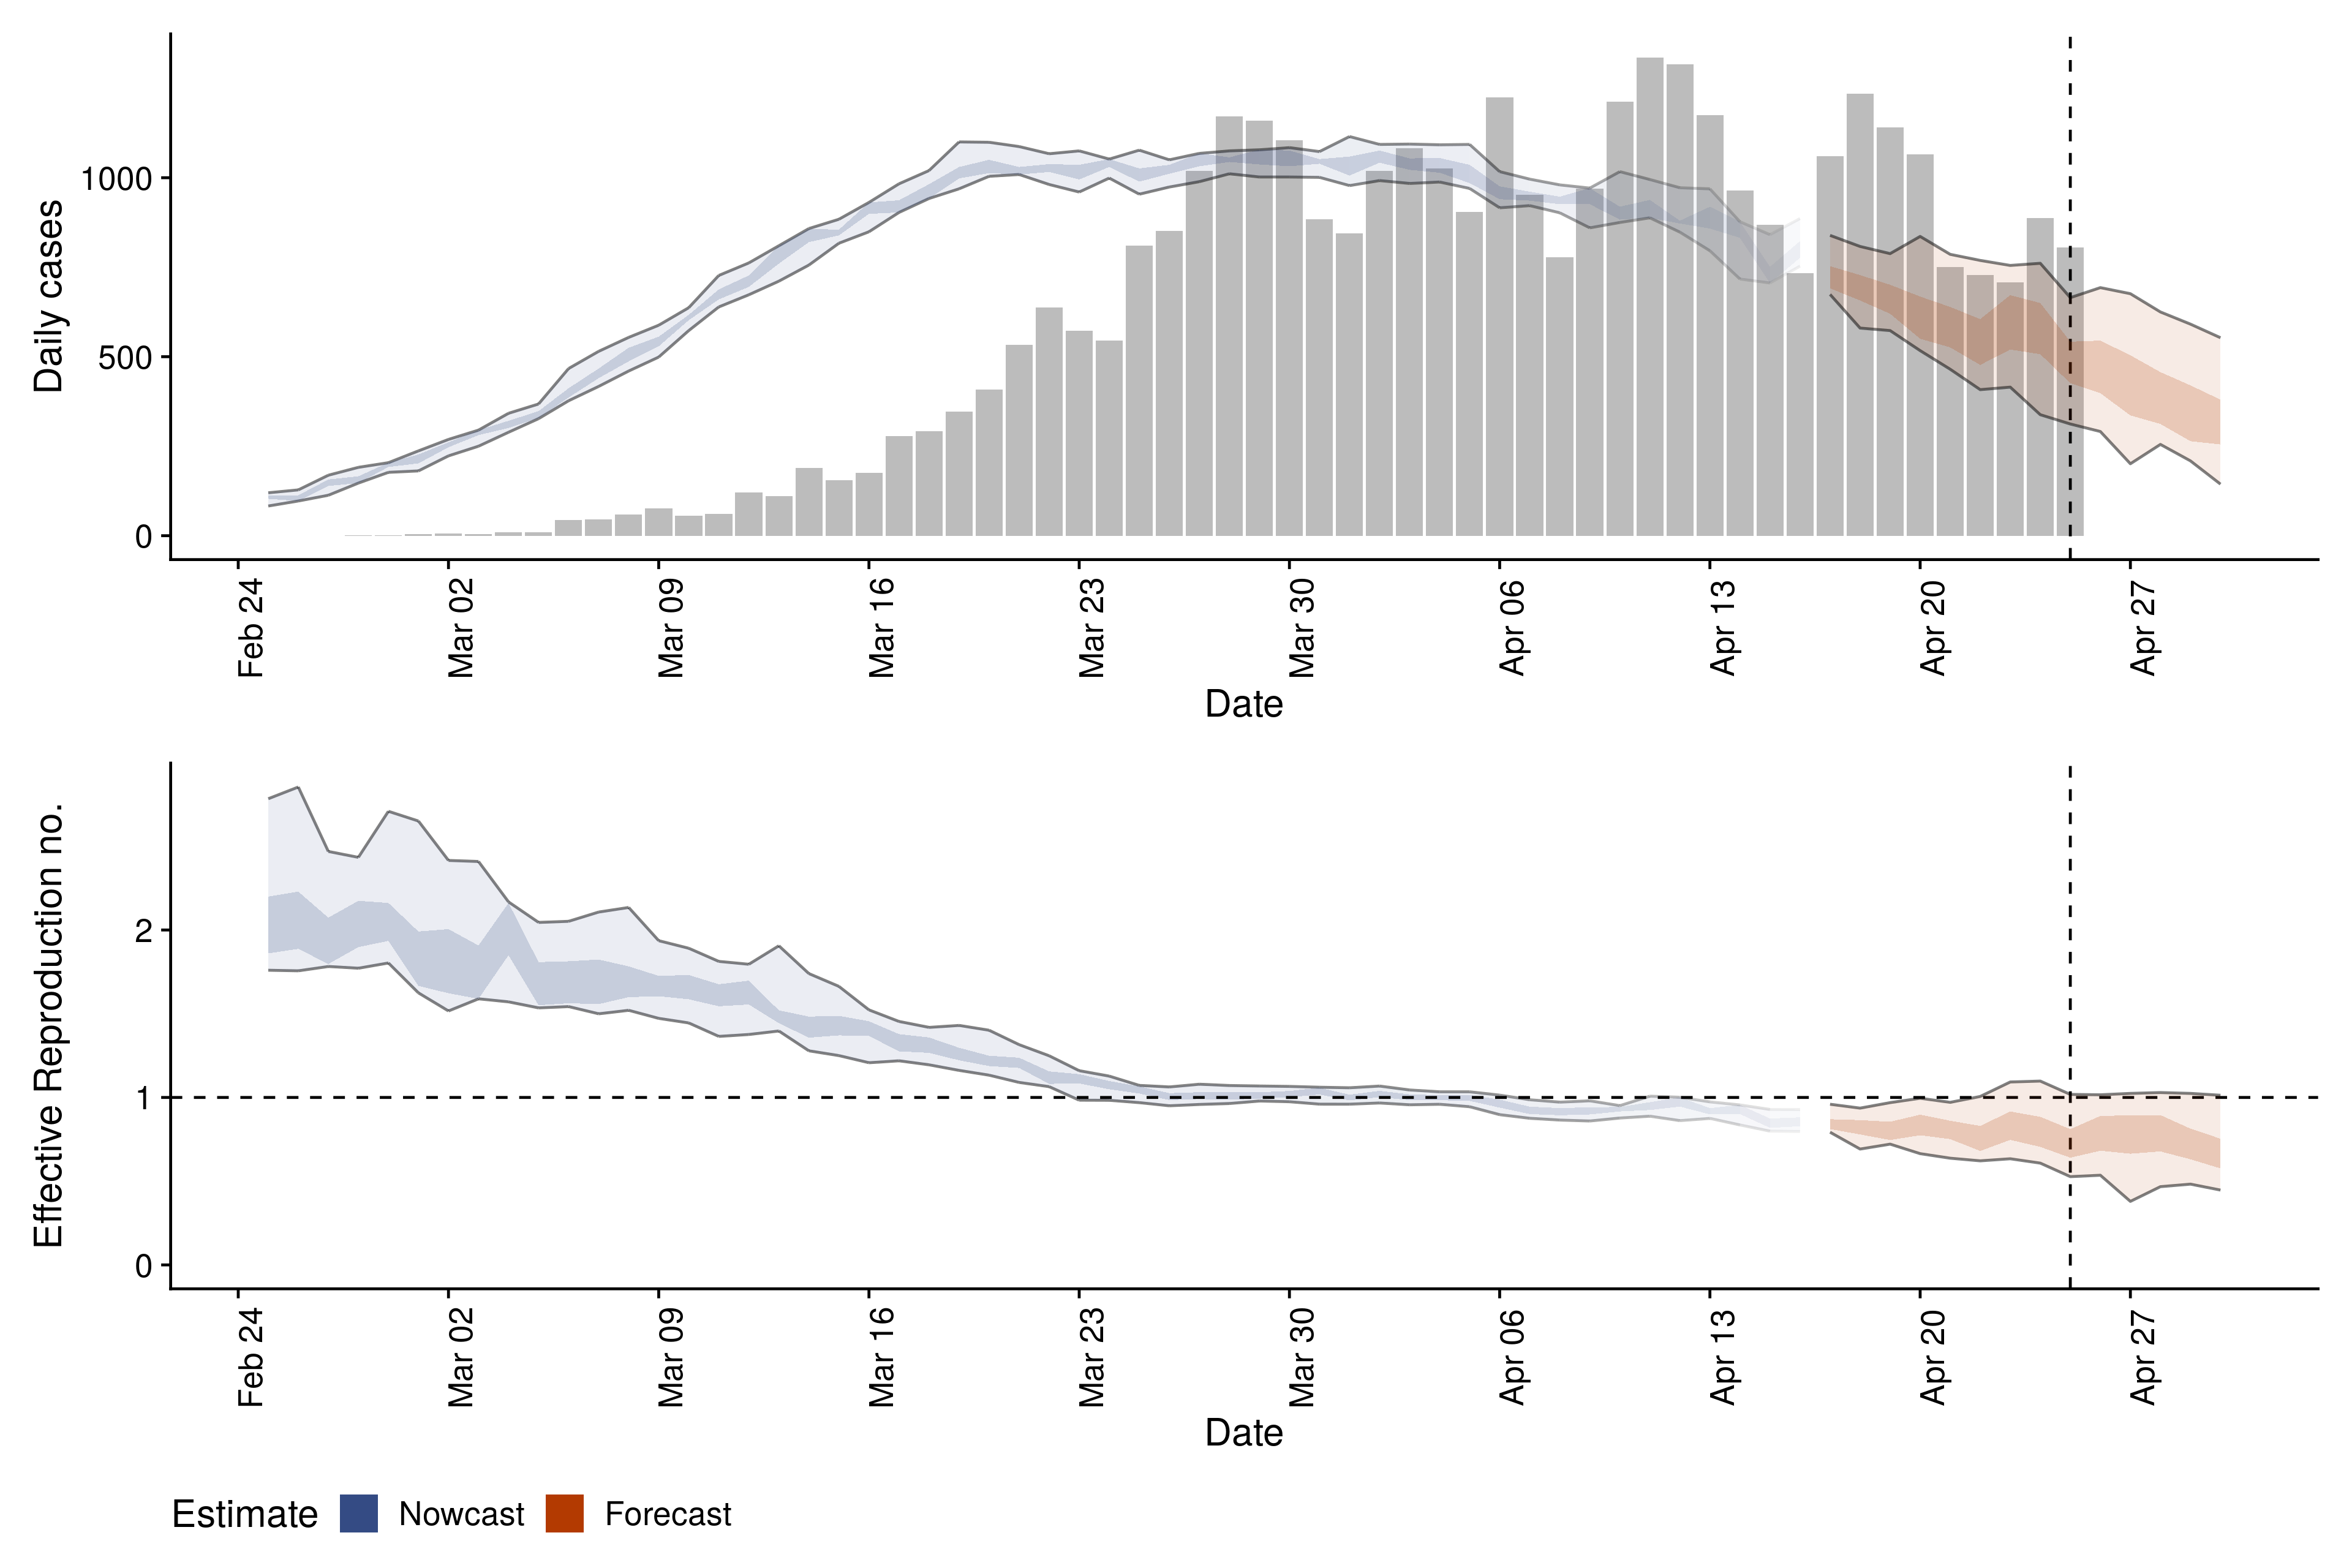 Daily cases
1000
500
0
Feb 24
Mar 02
Mar 09
Mar 16
Mar 23
Mar 30
Apr 06
Apr 13
Apr 20
Apr 27
Date
Effective Reproduction no.
2
1
0
Feb 24
Mar 02
Mar 09
Mar 16
Mar 23
Mar 30
Apr 06
Apr 13
Apr 20
Apr 27
Date
Estimate Nowcast Forecast